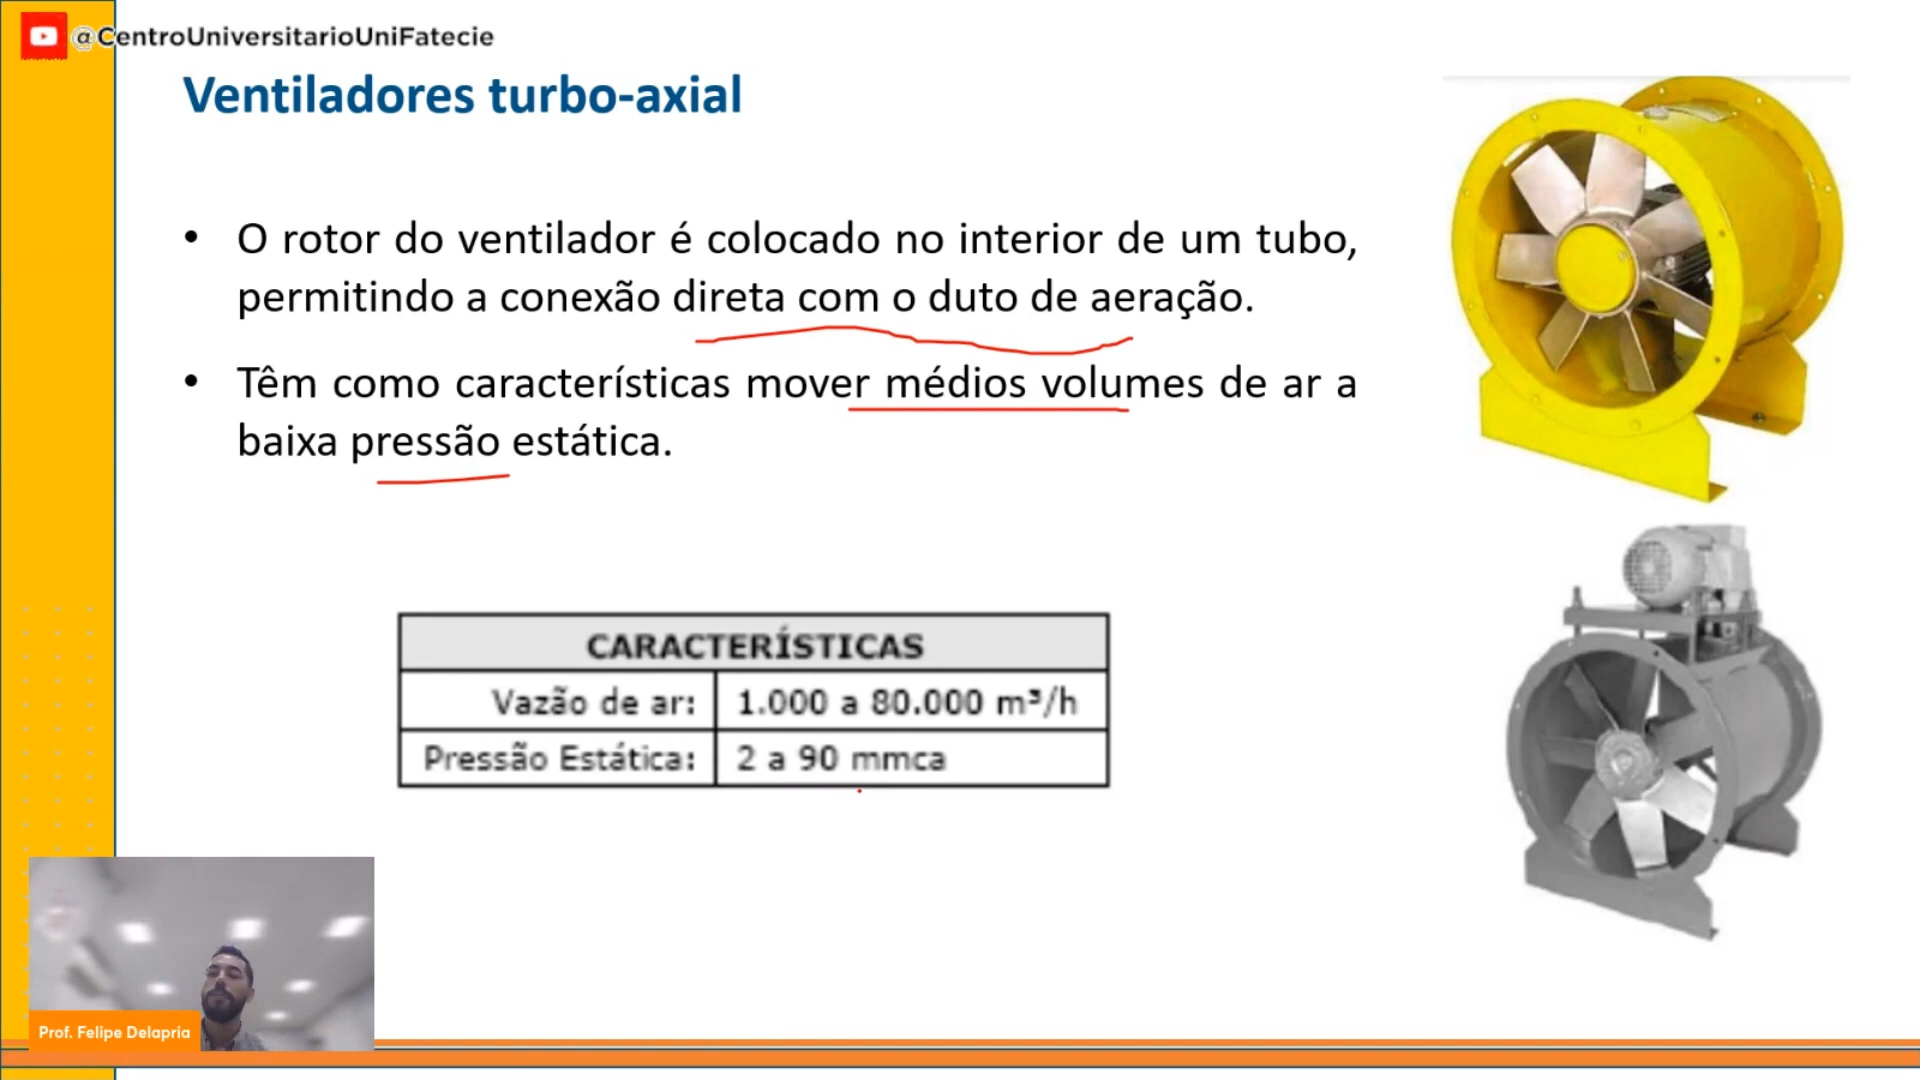 @CentroUniversitarioUniFatecie
Ventiladores turbo-axial
• O rotor do ventilador é colocado no interior de um tubo,
permitindo a conexão direta com o duto de aeração.
• Têm como características mover médios volumes de ar a
baixa pressão estática.
CARACTERÍSTICAS
Vazão de ar: 1.000 a 80.000 m³/h
Pressão Estática: 2 a 90 mmca
Prof. Felipe Delapria